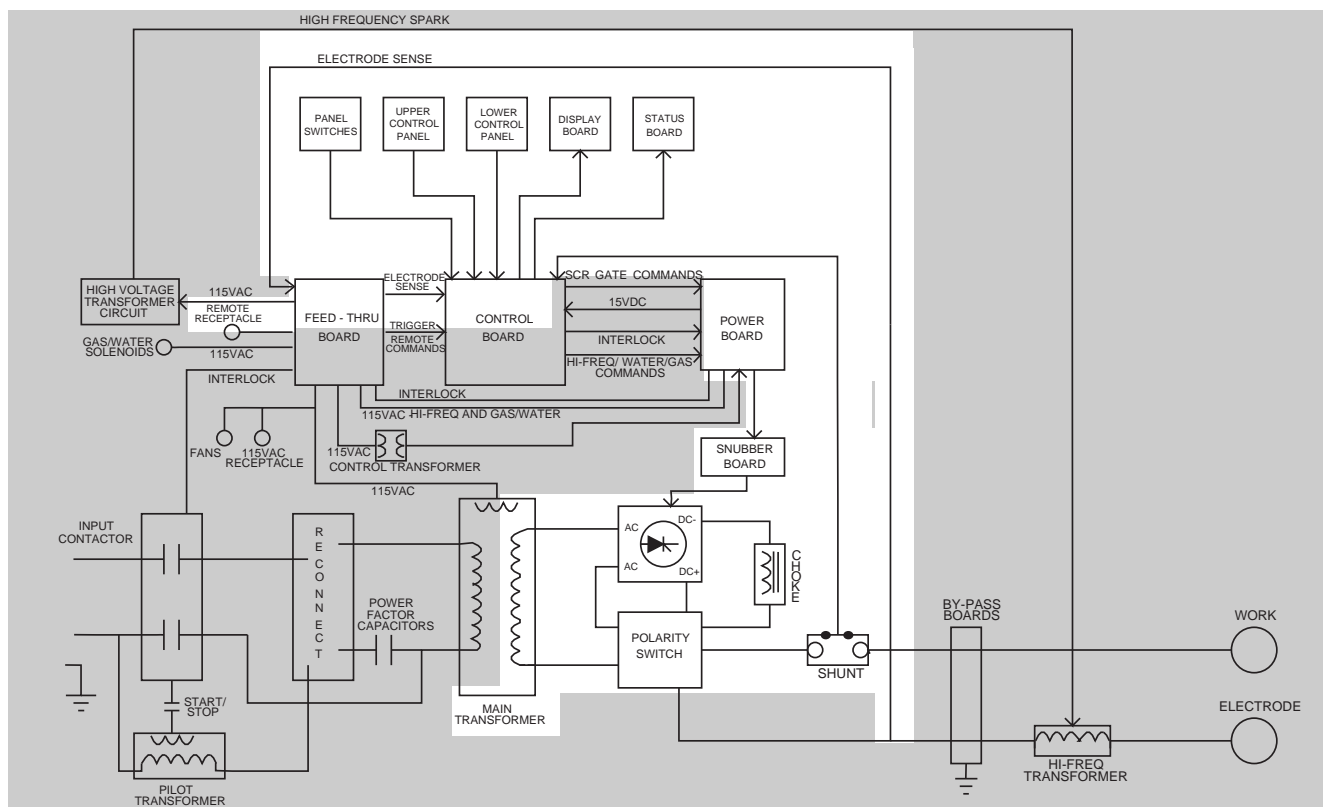 HIGH FREQUENCY SPARK
ELECTRODE SENSE
PANEL
SWITCHES
UPPER
CONTROL
PANEL
LOWER
CONTROL
PANEL
DISPLAY
BOARD
STATUS
BOARD
HIGH VOLTAGE
TRANSFORMER
CIRCUIT
115VAC
REMOTE
RECEPTACLE
GAS/WATER
SOLENOIDS
115VAC
INTERLOCK
FEED - THRU
BOARD
ELECTRODE
SENSE
TRIGGER
REMOTE
COMMANDS
CONTROL
BOARD
SCR GATE COMMANDS
15VDC
INTERLOCK
HI-FREQ/ WATER/GAS
COMMANDS
POWER
BOARD
INTERLOCK
115VAC -HI-FREQ AND GAS/WATER
FANS
115VAC
RECEPTACLE
115VAC
CONTROL TRANSFORMER
115VAC
SNUBBER
BOARD
INPUT
CONTACTOR
RECONNECT
POWER
FACTOR
CAPACITORS
AC
DC-
AC
DC+
CHOKE
POLARITY
SWITCH
SHUNT
BY-PASS
BOARDS
WORK
START/
STOP
MAIN
TRANSFORMER
ELECTRODE
HI-FREQ
TRANSFORMER
PILOT
TRANSFORMER